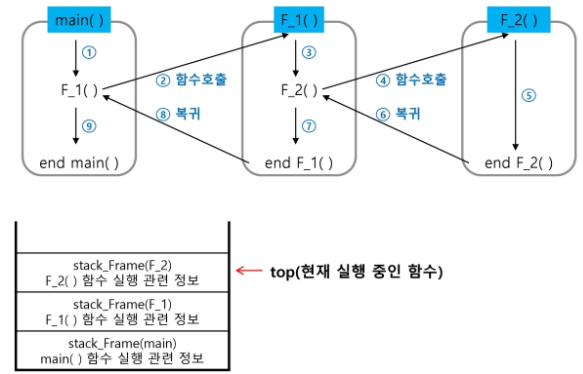 main( )
F_1( )
F_2( )
①
③
F_1( )
② 함수호출
F_2( )
④ 함수호출
⑤
⑨
⑧ 복귀
⑦
⑥ 복귀
end main( )
end F_1( )
end F_2( )
stack_Frame(F_2)
F_2( ) 함수 실행 관련 정보
top(현재 실행 중인 함수)
stack_Frame(F_1)
F_1( ) 함수 실행 관련 정보
stack_Frame(main)
main( ) 함수 실행 관련 정보